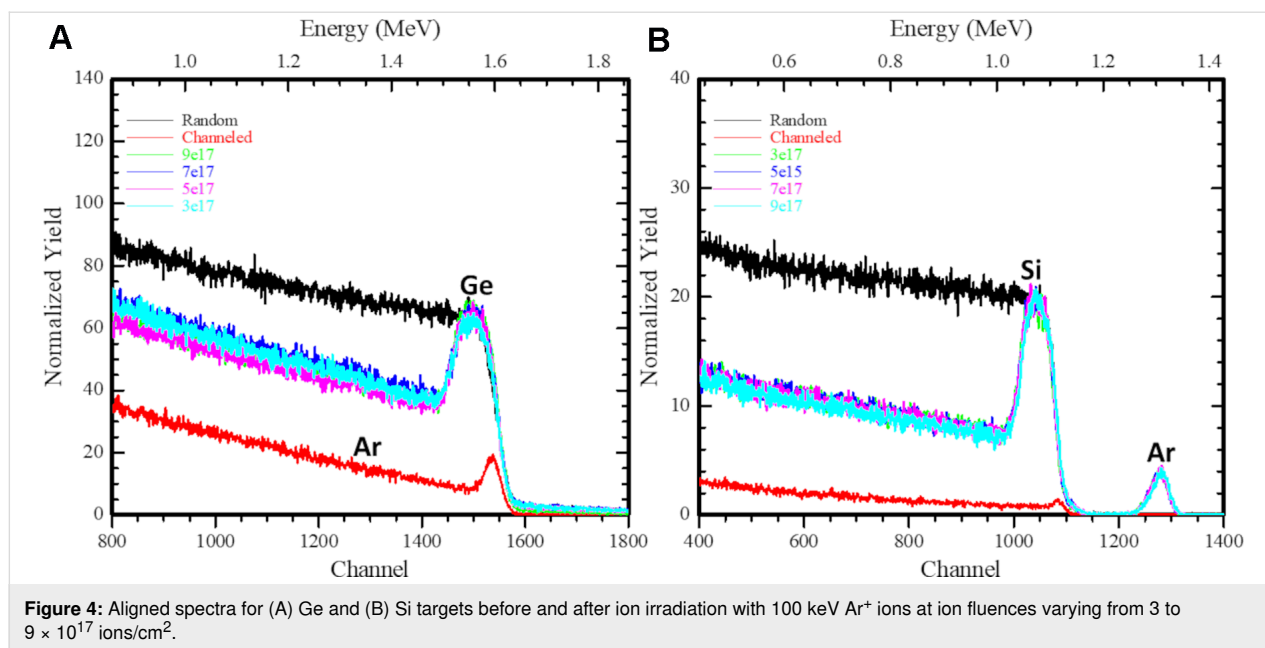 A
Energy (MeV)
1.0 1.2 1.4 1.6 1.8
140
120
100
80
60
40
20
0
Normalized Yield
Random
Channeled
9e17
7e17
5e17
3e17
Ge
Ar
800 1000 1200 1400 1600 1800
Channel
B
Energy (MeV)
0.6 0.8 1.0 1.2 1.4
40
30
20
10
0
Normalized Yield
Random
Channeled
3e17
5e15
7e17
9e17
Si
Ar
400 600 800 1000 1200 1400
Channel
Figure 4: Aligned spectra for (A) Ge and (B) Si targets before and after ion irradiation with 100 keV Ar⁺ ions at ion fluences varying from 3 to
9 × 10¹⁷ ions/cm².